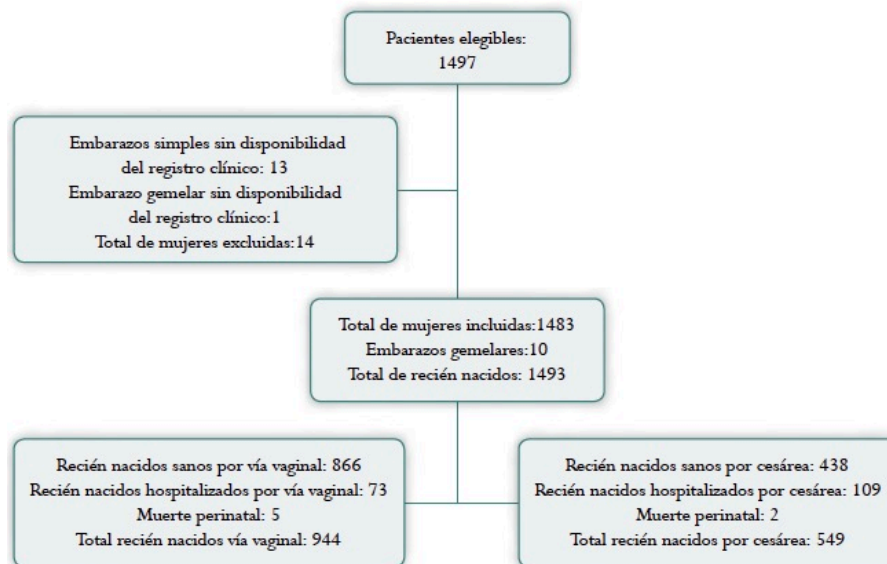 Pacientes elegibles:
1497
Embarazos simples sin disponibilidad
del registro clínico: 13
Embarazo gemelar sin disponibilidad
del registro clínico:1
Total de mujeres excluidas:14
Total de mujeres incluidas:1483
Embarazos gemelares:10
Total de recién nacidos: 1493
Recién nacidos sanos por vía vaginal: 866
Recién nacidos hospitalizados por vía vaginal: 73
Muerte perinatal: 5
Total recién nacidos vía vaginal: 944
Recién nacidos sanos por cesárea: 438
Recién nacidos hospitalizados por cesárea: 109
Muerte perinatal: 2
Total recién nacidos por cesárea: 549